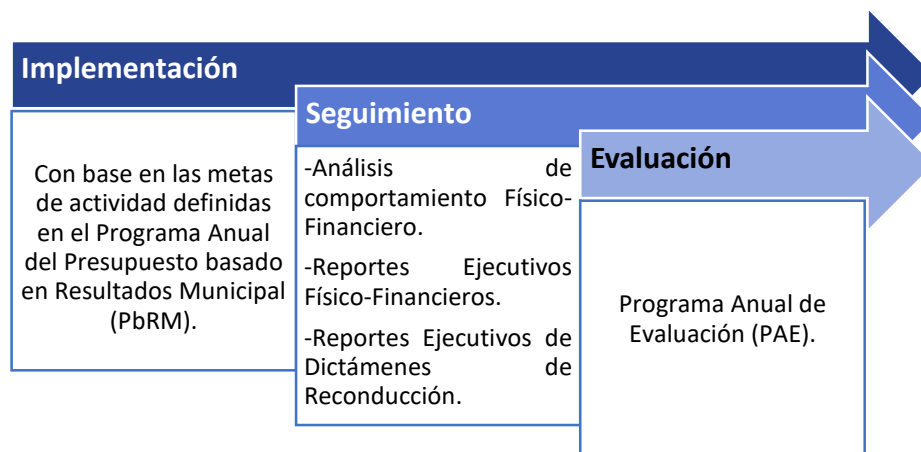 Implementación
Con base en las metas
de actividad definidas
en el Programa Anual
del Presupuesto basado
en Resultados Municipal
(PbRM).
Seguimiento
-Análisis de
comportamiento Físico-
Financiero.
-Reportes Ejecutivos
Físico-Financieros.
-Reportes Ejecutivos de
Dictámenes de
Reconducción.
Evaluación
Programa Anual de
Evaluación (PAE).